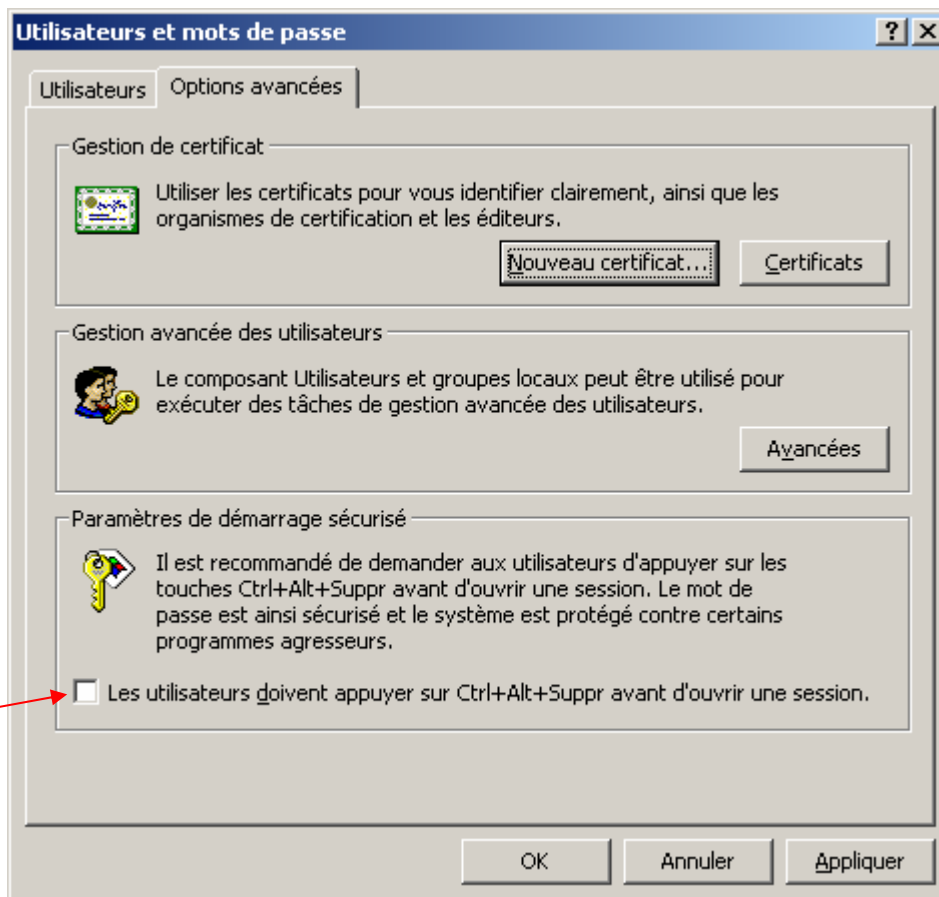 Utilisateurs et mots de passe
Utilisateurs
Options avancées
Gestion de certificat
Utiliser les certificats pour vous identifier clairement, ainsi que les
organismes de certification et les éditeurs.
Nouveau certificat...
Certificats
Gestion avancée des utilisateurs
Le composant Utilisateurs et groupes locaux peut être utilisé pour
exécuter des tâches de gestion avancée des utilisateurs.
Avancées
Paramètres de démarrage sécurisé
Il est recommandé de demander aux utilisateurs d'appuyer sur les
touches Ctrl+Alt+Suppr avant d'ouvrir une session. Le mot de
passe est ainsi sécurisé et le système est protégé contre certains
programmes agresseurs.
Les utilisateurs doivent appuyer sur Ctrl+Alt+Suppr avant d'ouvrir une session.
OK
Annuler
Appliquer